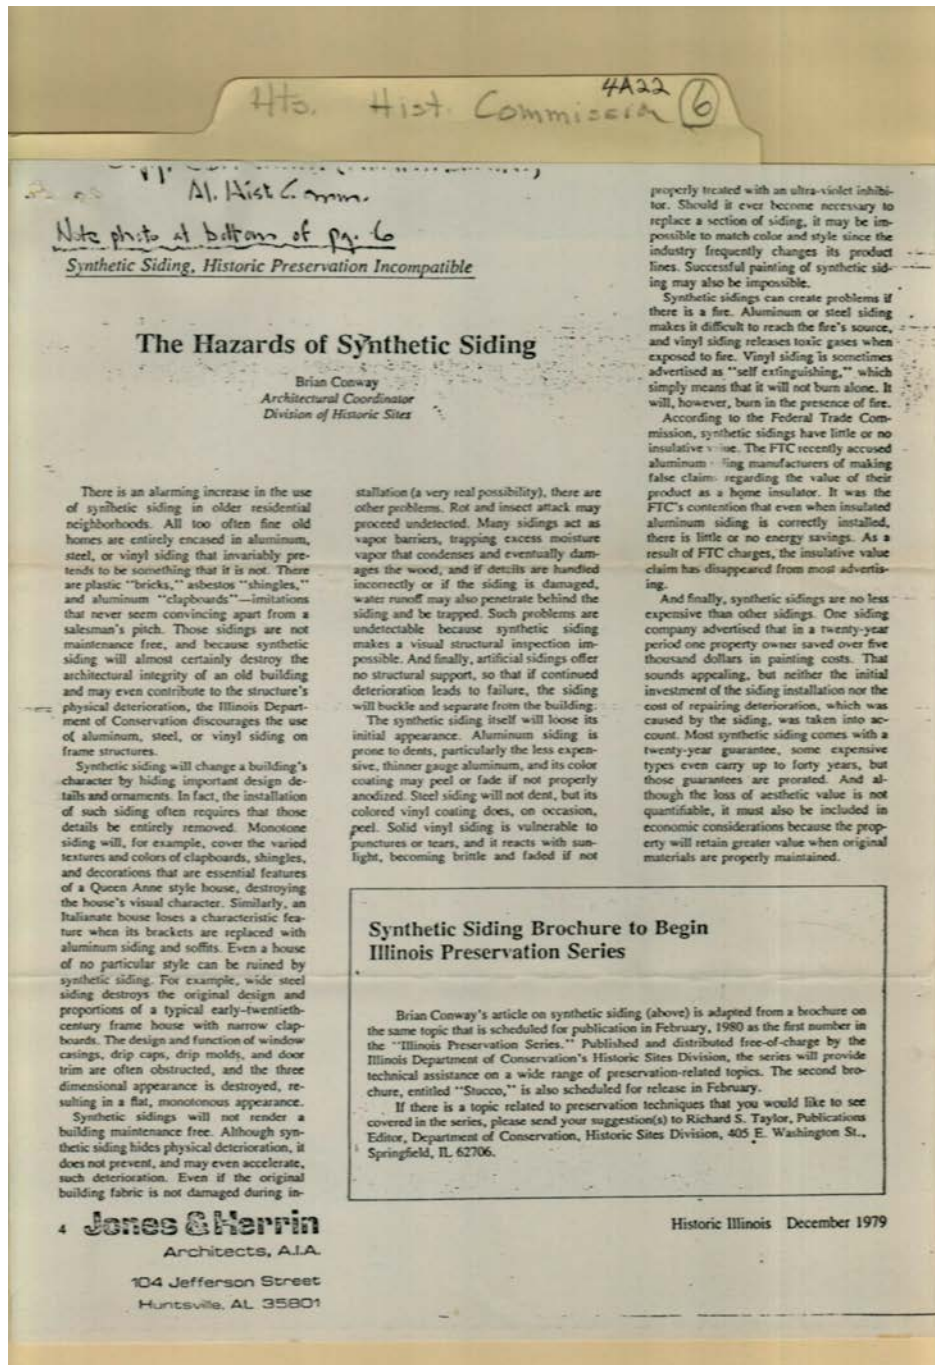 Hts. Hist. Commission
4A22
6
Al. Hist. Comm.
Note photo at bottom of pg. 6
Synthetic Siding, Historic Preservation Incompatible
The Hazards of Synthetic Siding
Brian Conway
Architectural Coordinator
Division of Historic Sites
There is an alarming increase in the use
of synthetic siding in older residential
neighborhoods. All too often fine old
homes are entirely encased in aluminum,
steel, or vinyl siding that invariably pre-
tends to be something that it is not. There
are plastic "bricks," asbestos "shingles,"
and aluminum "clapboards"—imitations
that never seem convincing apart from a
salesman's pitch. Those sidings are not
maintenance free, and because synthetic
siding will almost certainly destroy the
architectural integrity of an old building
and may even contribute to the structure's
physical deterioration, the Illinois Depart-
ment of Conservation discourages the use
of aluminum, steel, or vinyl siding on
frame structures.
Synthetic siding will change a building's
character by hiding important design de-
tails and ornaments. In fact, the installation
of such siding often requires that those
details be entirely removed. Monotone
siding will, for example, cover the varied
textures and colors of clapboards, shingles,
and decorations that are essential features
of a Queen Anne style house, destroying
the house's visual character. Similarly, an
Italianate house loses a characteristic fea-
ture when its brackets are replaced with
aluminum siding and soffits. Even a house
of no particular style can be ruined by
synthetic siding. For example, wide steel
siding destroys the original design and
proportions of a typical early-twentieth-
century frame house with narrow clap-
boards. The design and function of window
casings, drip caps, drip molds, and door
trim are often obstructed, and the three
dimensional appearance is destroyed, re-
sulting in a flat, monotonous appearance.
Synthetic sidings will not render a
building maintenance free. Although syn-
thetic siding hides physical deterioration, it
does not prevent, and may even accelerate,
such deterioration. Even if the original
building fabric is not damaged during in-
stallation (a very real possibility), there are
other problems. Rot and insect attack may
proceed undetected. Many sidings act as
vapor barriers, trapping excess moisture
vapor that condenses and eventually dam-
ages the wood, and if details are handled
incorrectly or if the siding is damaged,
water runoff may also penetrate behind the
siding and be trapped. Such problems are
undetectable because synthetic siding
makes a visual structural inspection im-
possible. And finally, artificial sidings offer
no structural support, so that if continued
deterioration leads to failure, the siding
will buckle and separate from the building.
The synthetic siding itself will loose its
initial appearance. Aluminum siding is
prone to dents, particularly the less expen-
sive, thinner gauge aluminum, and its color
coating may peel or fade if not properly
anodized. Steel siding will not dent, but its
colored vinyl coating does, on occasion,
peel. Solid vinyl siding is vulnerable to
punctures or tears, and it reacts with sun-
light, becoming brittle and faded if not
properly treated with an ultra-violet inhibi-
tor. Should it ever become necessary to
replace a section of siding, it may be im-
possible to match color and style since the
industry frequently changes its product
lines. Successful painting of synthetic sid-
ing may also be impossible.
Synthetic sidings can create problems if
there is a fire. Aluminum or steel siding
makes it difficult to reach the fire's source,
and vinyl siding releases toxic gases when
exposed to fire. Vinyl siding is sometimes
advertised as "self extinguishing," which
simply means that it will not burn alone. It
will, however, burn in the presence of fire.
According to the Federal Trade Com-
mission, synthetic sidings have little or no
insulative The FTC recently accused
aluminum manufacturers of making
false claims regarding the value of their
product as a home insulator. It was the
FTC's contention that even when insulated
aluminum siding is correctly installed,
there is little or no energy savings. As a
result of FTC charges, the insulative value
claim has disappeared from most advertis-
ing.
And finally, synthetic sidings are no less
expensive than other sidings. One siding
company advertised that in a twenty-year
period one property owner saved over five
thousand dollars in painting costs. That
sounds appealing, but neither the initial
investment of the siding installation nor the
cost of repairing deterioration, which was
caused by the siding, was taken into ac-
count. Most synthetic siding comes with a
twenty-year guarantee, some expensive
types even carry up to forty years, but
those guarantees are prorated. And al-
though the loss of aesthetic value is not
quantifiable, it must also be included in
economic considerations because the prop-
erty will retain greater value when original
materials are properly maintained.
Synthetic Siding Brochure to Begin
Illinois Preservation Series
Brian Conway's article on synthetic siding (above) is adapted from a brochure on
the same topic that is scheduled for publication in February, 1980 as the first number in
the "Illinois Preservation Series." Published and distributed free-of-charge by the
Illinois Department of Conservation's Historic Sites Division, the series will provide
technical assistance on a wide range of preservation-related topics. The second bro-
chure, entitled "Stucco," is also scheduled for release in February.
If there is a topic related to preservation techniques that you would like to see
covered in the series, please send your suggestion(s) to Richard S. Taylor, Publications
Editor, Department of Conservation, Historic Sites Division, 405 E. Washington St.,
Springfield, IL 62706.
4 Jones & Herrin
Architects, A.I.A.
104 Jefferson Street
Huntsville, AL 35801
Historic Illinois December 1979